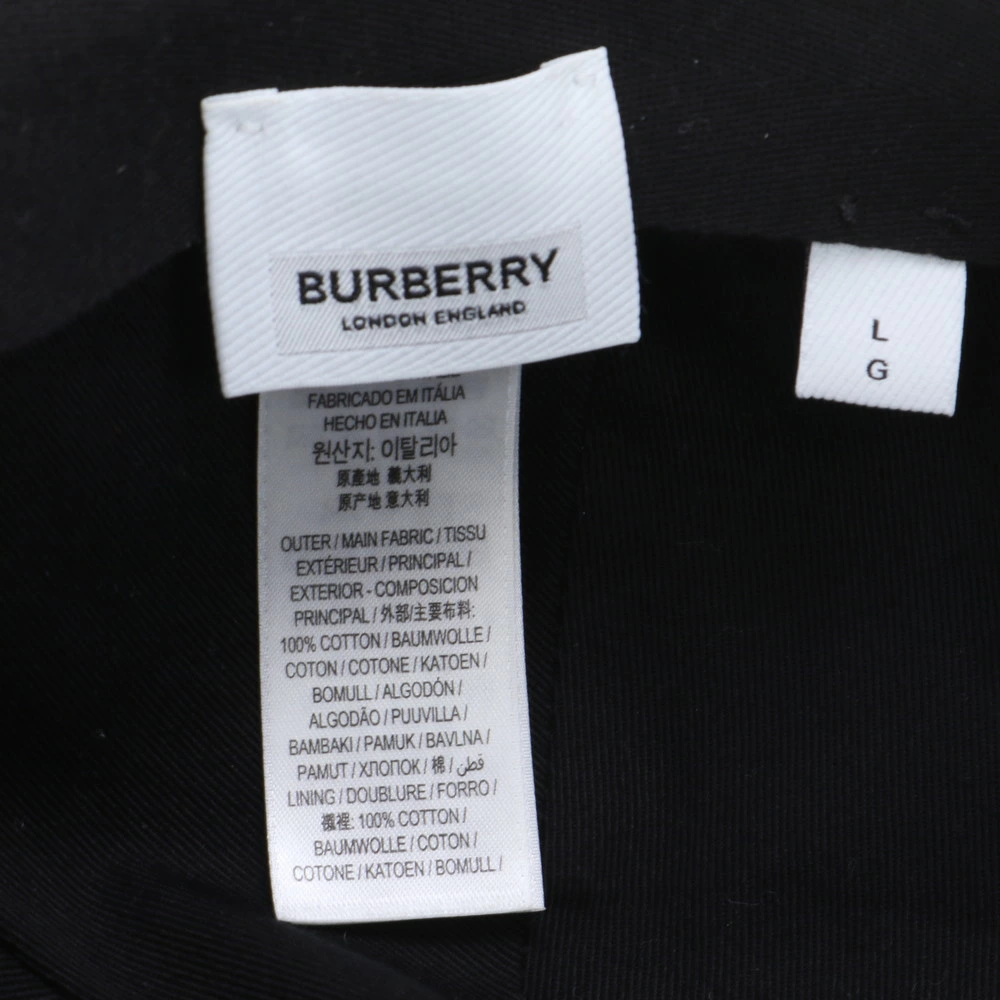 BURBERRY
LONDON ENGLAND
L
G
FABRICADO EM ITÁLIA
HECHO EN ITALIA
원산지: 이탈리아
原產地 義大利
原产地 意大利
OUTER / MAIN FABRIC / TISSU
EXTÉRIEUR / PRINCIPAL /
EXTERIOR - COMPOSICION
PRINCIPAL / 外部/主要布料:
100% COTTON / BAUMWOLLE /
COTON / COTONE / KATOEN /
BOMULL / ALGODÓN /
ALGODÃO / PUUVILLA /
BAMBAKI / PAMUK / BAVLNA /
PAMUT / ХЛОПОК / 棉 / قطن
LINING / DOUBLURE / FORRO /
襯裡: 100% COTTON /
BAUMWOLLE / COTON /
COTONE / KATOEN / BOMULL /